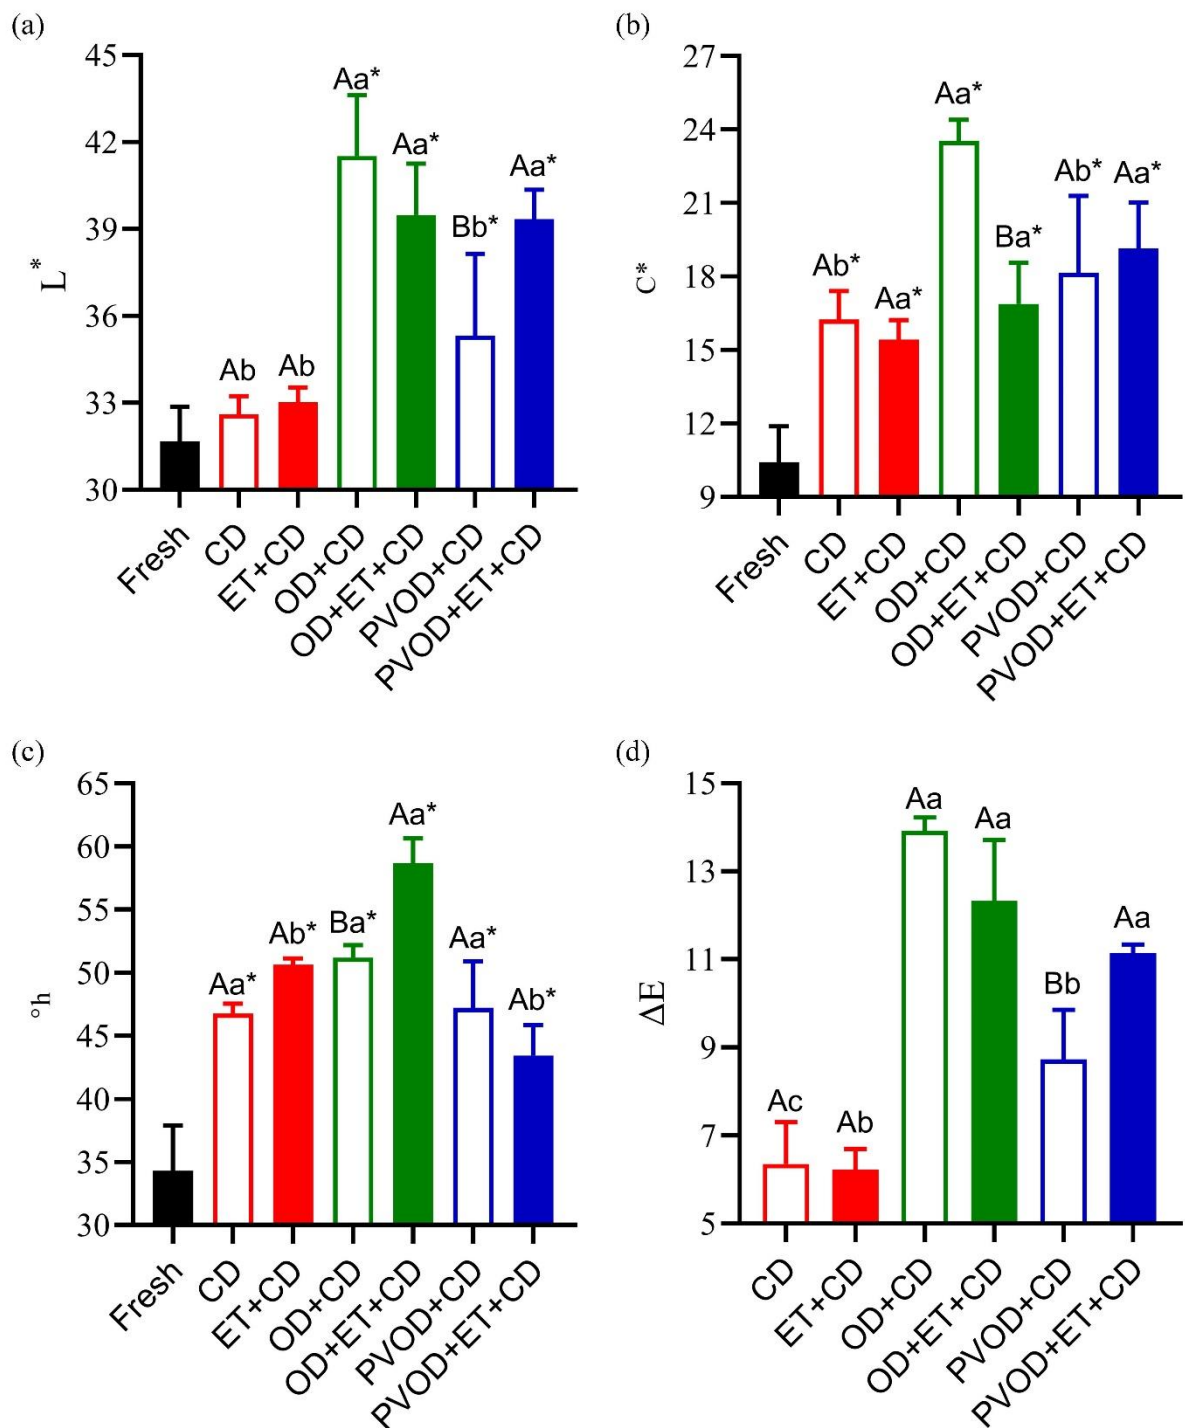 (a)
45
42
39
36
33
30
L*
Ab
Ab
Aa*
Aa*
Bb*
Aa*
Fresh
CD
ET+CD
OD+CD
OD+ET+CD
PVOD+CD
PVOD+ET+CD
(b)
27
24
21
18
15
12
9
C*
Ab*
Aa*
Aa*
Ba*
Ab*
Aa*
Fresh
CD
ET+CD
OD+CD
OD+ET+CD
PVOD+CD
PVOD+ET+CD
(c)
65
60
55
50
45
40
35
30
°h
Aa*
Ab*
Ba*
Aa*
Aa*
Ab*
Fresh
CD
ET+CD
OD+CD
OD+ET+CD
PVOD+CD
PVOD+ET+CD
(d)
15
13
11
9
7
5
ΔE
Ac
Ab
Aa
Aa
Bb
Aa
CD
ET+CD
OD+CD
OD+ET+CD
PVOD+CD
PVOD+ET+CD